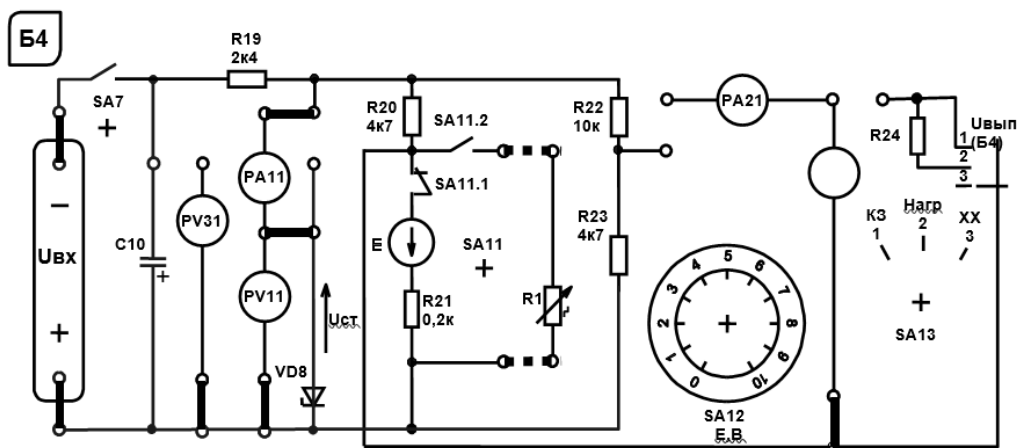 Б4
SA7
+
R19
2к4
–
Uвх
+
C10
+
PV31
PA11
PV11
VD8
Uст
R20
4к7
SA11.2
SA11.1
E
R21
0,2к
SA11
+
R1
R22
10к
R23
4к7
PA21
0 1 2 3 4 5 6 7 8 9 10
+
SA12
E,В
R24
Uвып
(Б4)
1
2
3
КЗ
1
Нагр
2
ХХ
3
+
SA13